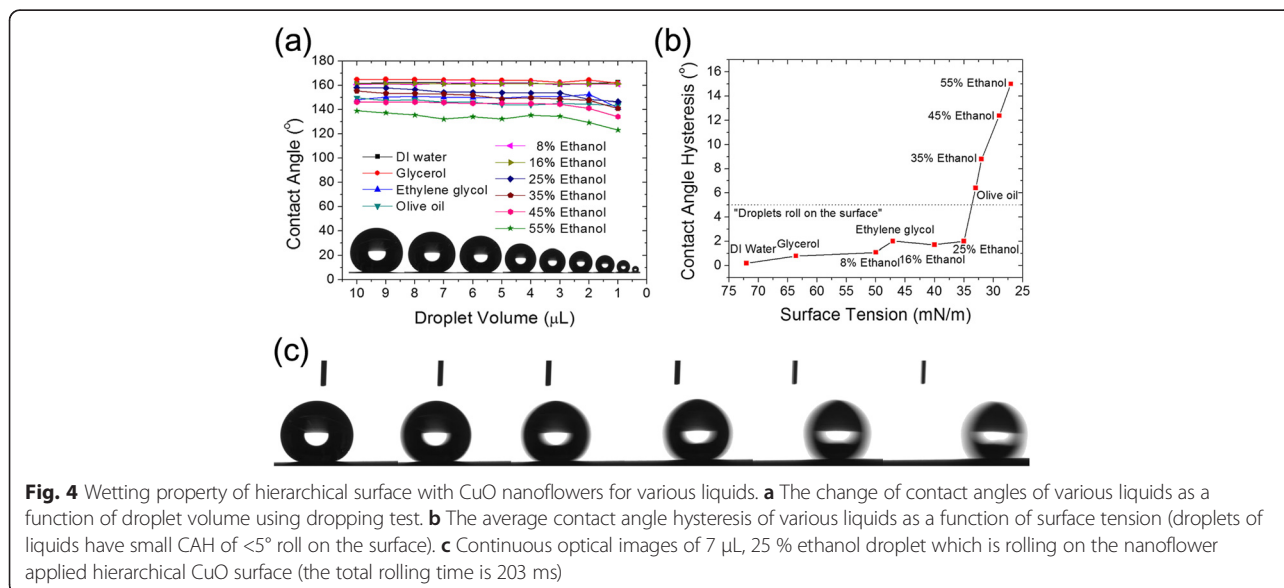 (a)
180
160
140
120
100
80
60
40
20
0
Contact Angle (°)
DI water
Glycerol
Ethylene glycol
Olive oil
8% Ethanol
16% Ethanol
25% Ethanol
35% Ethanol
45% Ethanol
55% Ethanol
10 9 8 7 6 5 4 3 2 1 0
Droplet Volume (μL)
(b)
16
14
12
10
8
6
4
2
0
Contact Angle Hysteresis (°)
55% Ethanol
45% Ethanol
35% Ethanol
Olive oil
"Droplets roll on the surface"
Ethylene glycol
DI Water
Glycerol
8% Ethanol
16% Ethanol
25% Ethanol
75 70 65 60 55 50 45 40 35 30 25
Surface Tension (mN/m)
(c)
Fig. 4 Wetting property of hierarchical surface with CuO nanoflowers for various liquids. a The change of contact angles of various liquids as a
function of droplet volume using dropping test. b The average contact angle hysteresis of various liquids as a function of surface tension (droplets of
liquids have small CAH of <5° roll on the surface). c Continuous optical images of 7 μL, 25 % ethanol droplet which is rolling on the nanoflower
applied hierarchical CuO surface (the total rolling time is 203 ms)